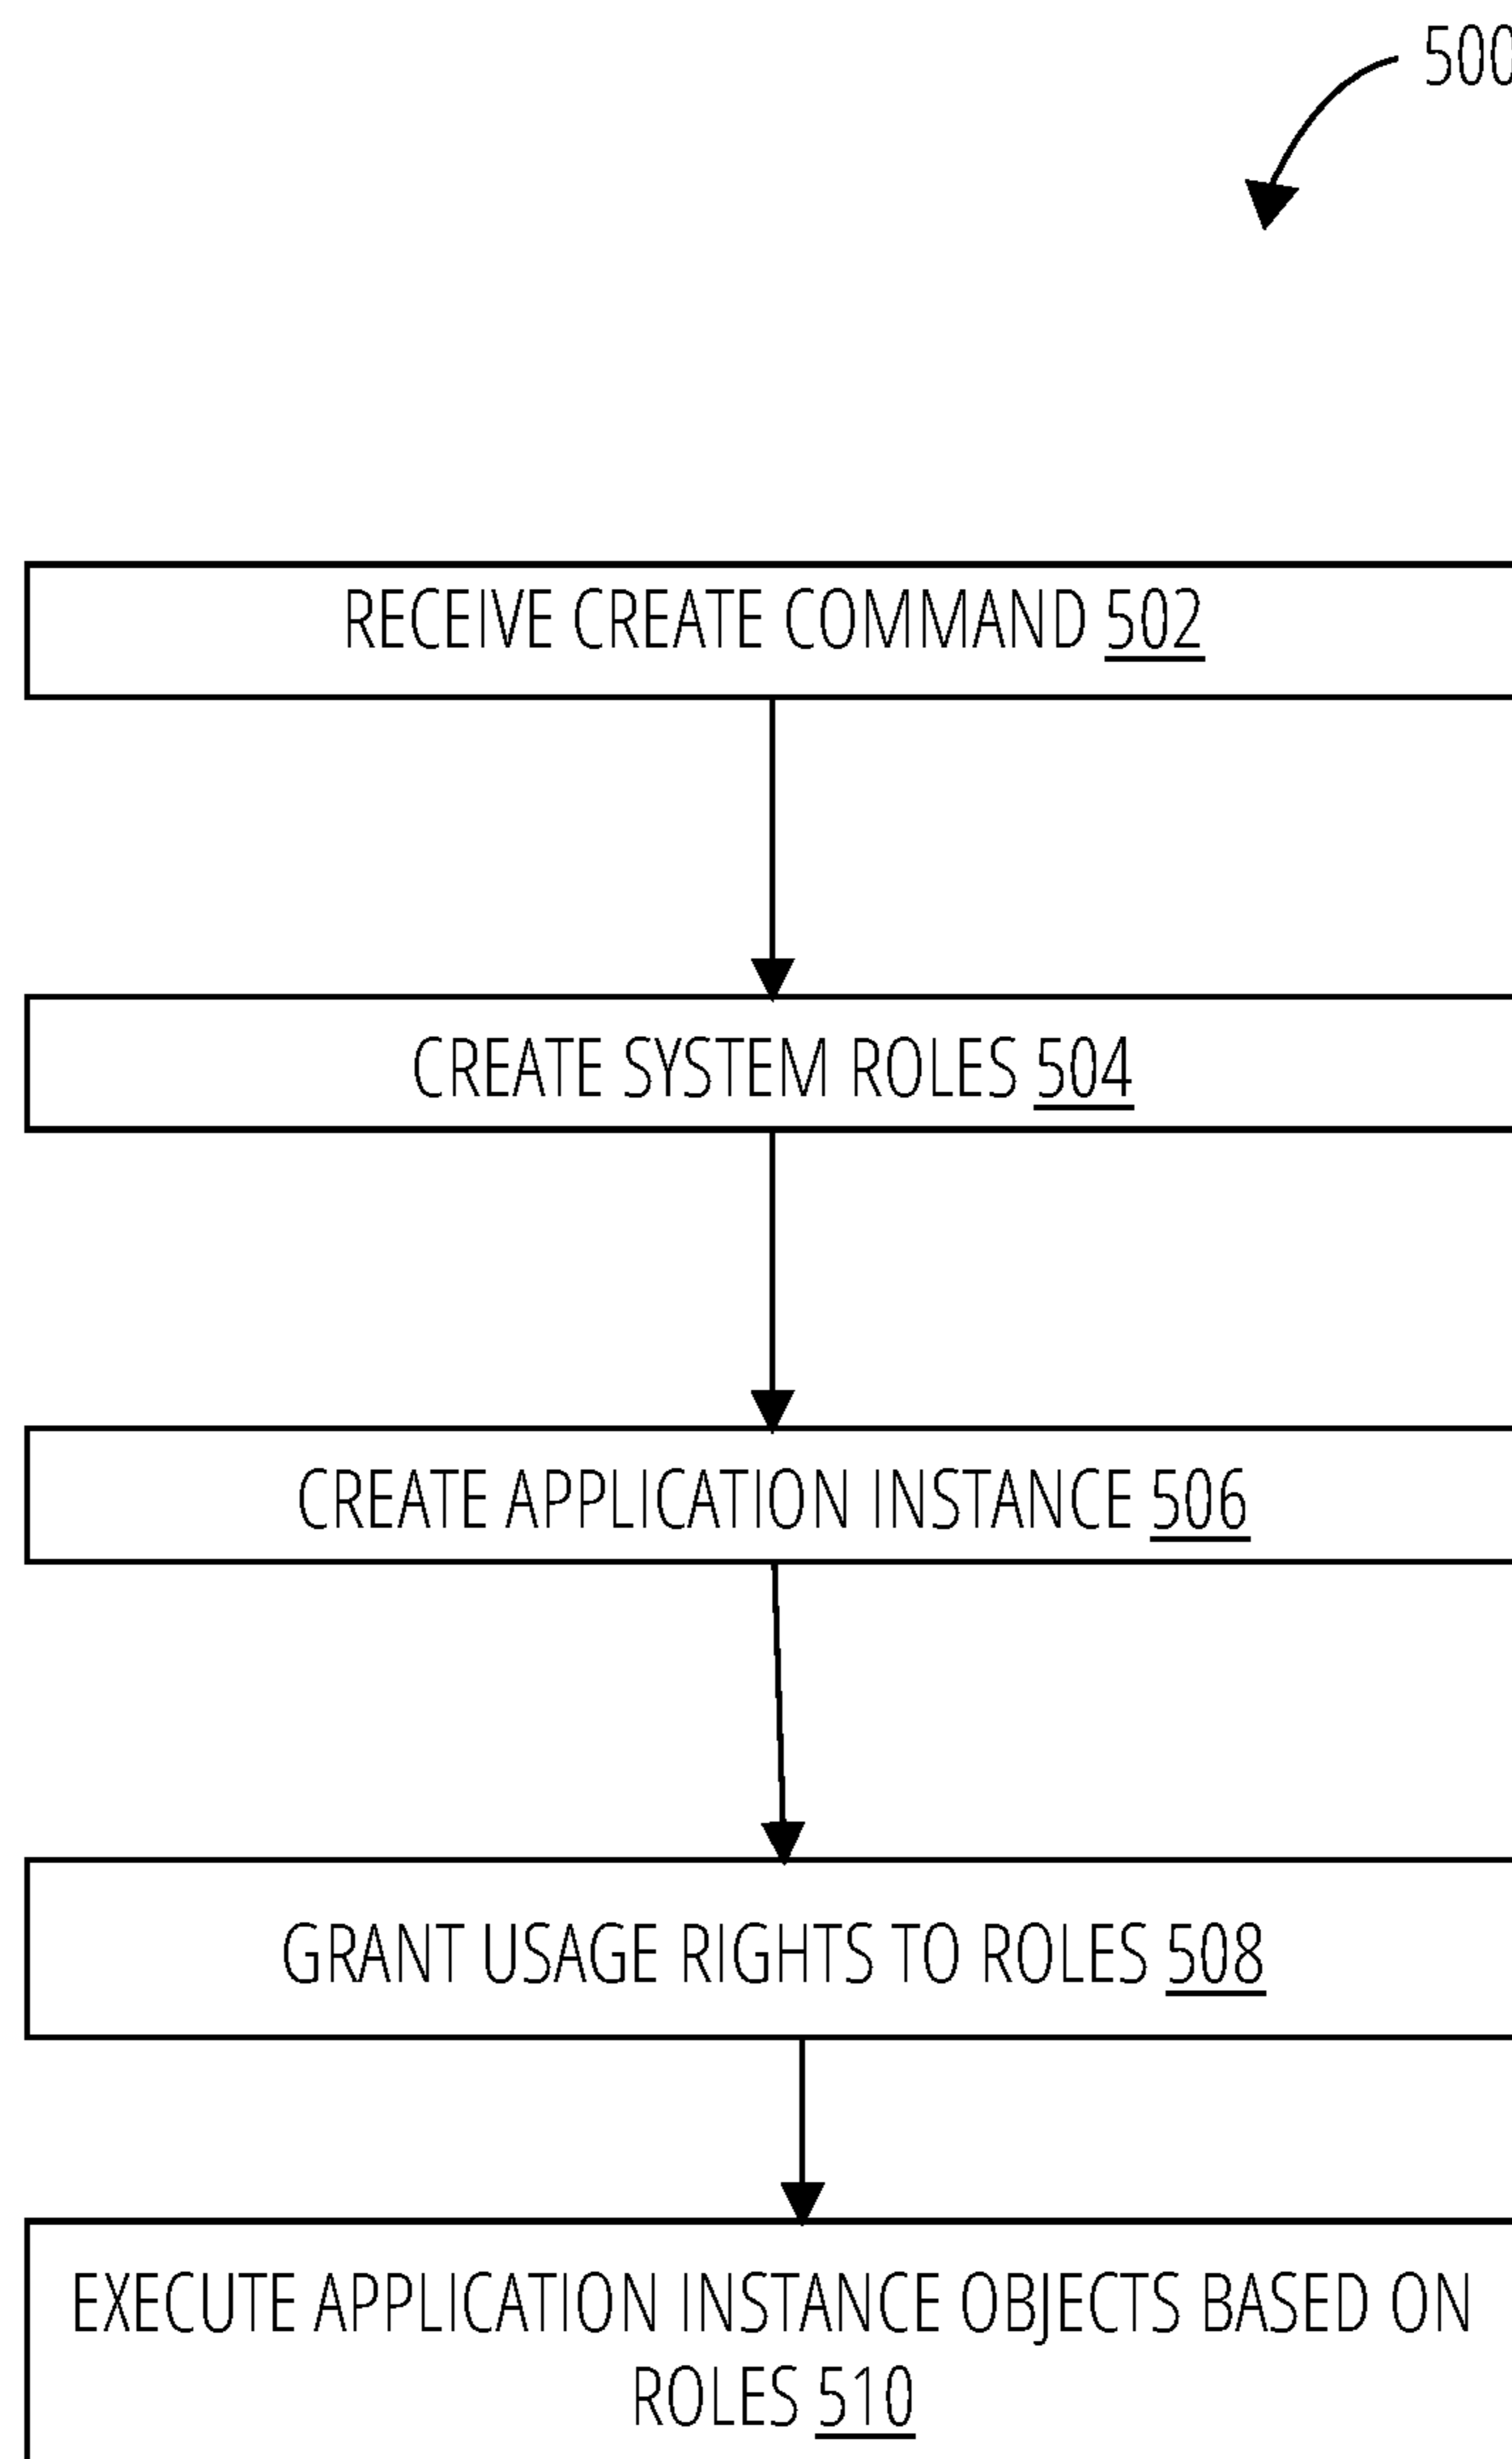 500
RECEIVE CREATE COMMAND 502
CREATE SYSTEM ROLES 504
CREATE APPLICATION INSTANCE 506
GRANT USAGE RIGHTS TO ROLES 508
EXECUTE APPLICATION INSTANCE OBJECTS BASED ON
ROLES 510